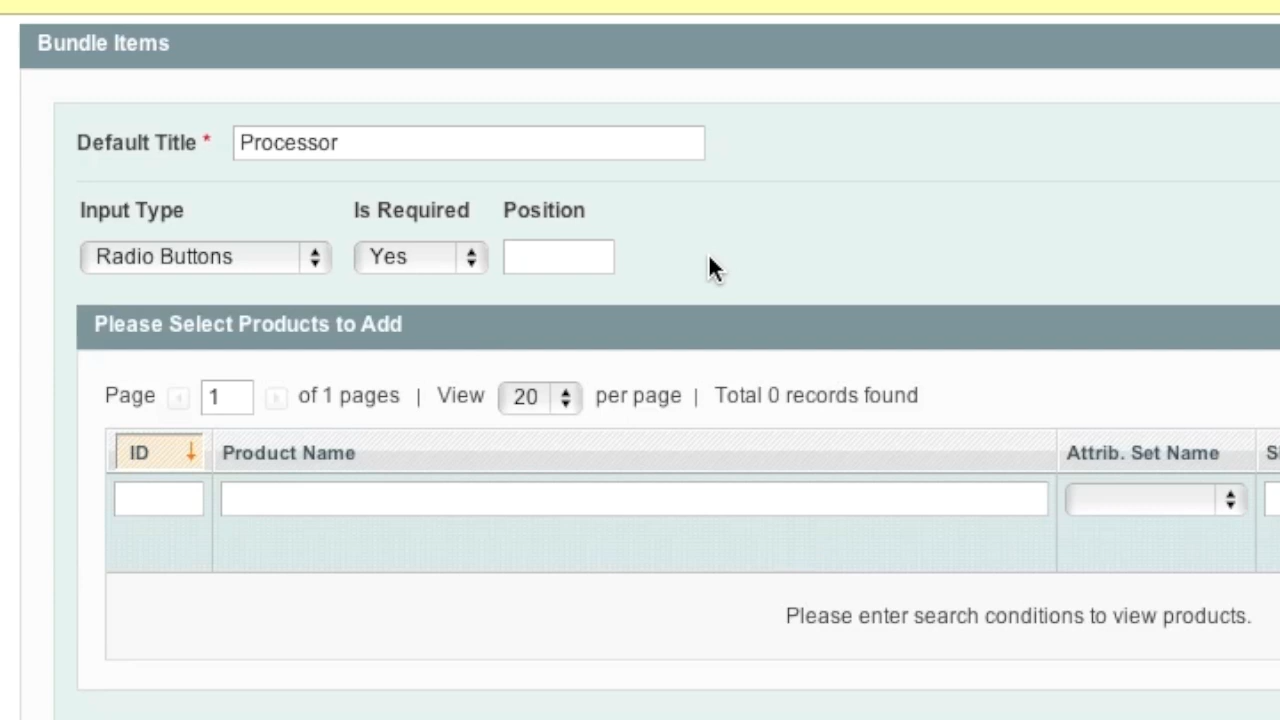 Bundle Items
Default Title * Processor
Input Type Is Required Position
Radio Buttons Yes
Please Select Products to Add
Page 1 of 1 pages | View 20 per page | Total 0 records found
ID Product Name Attrib. Set Name
Please enter search conditions to view products.